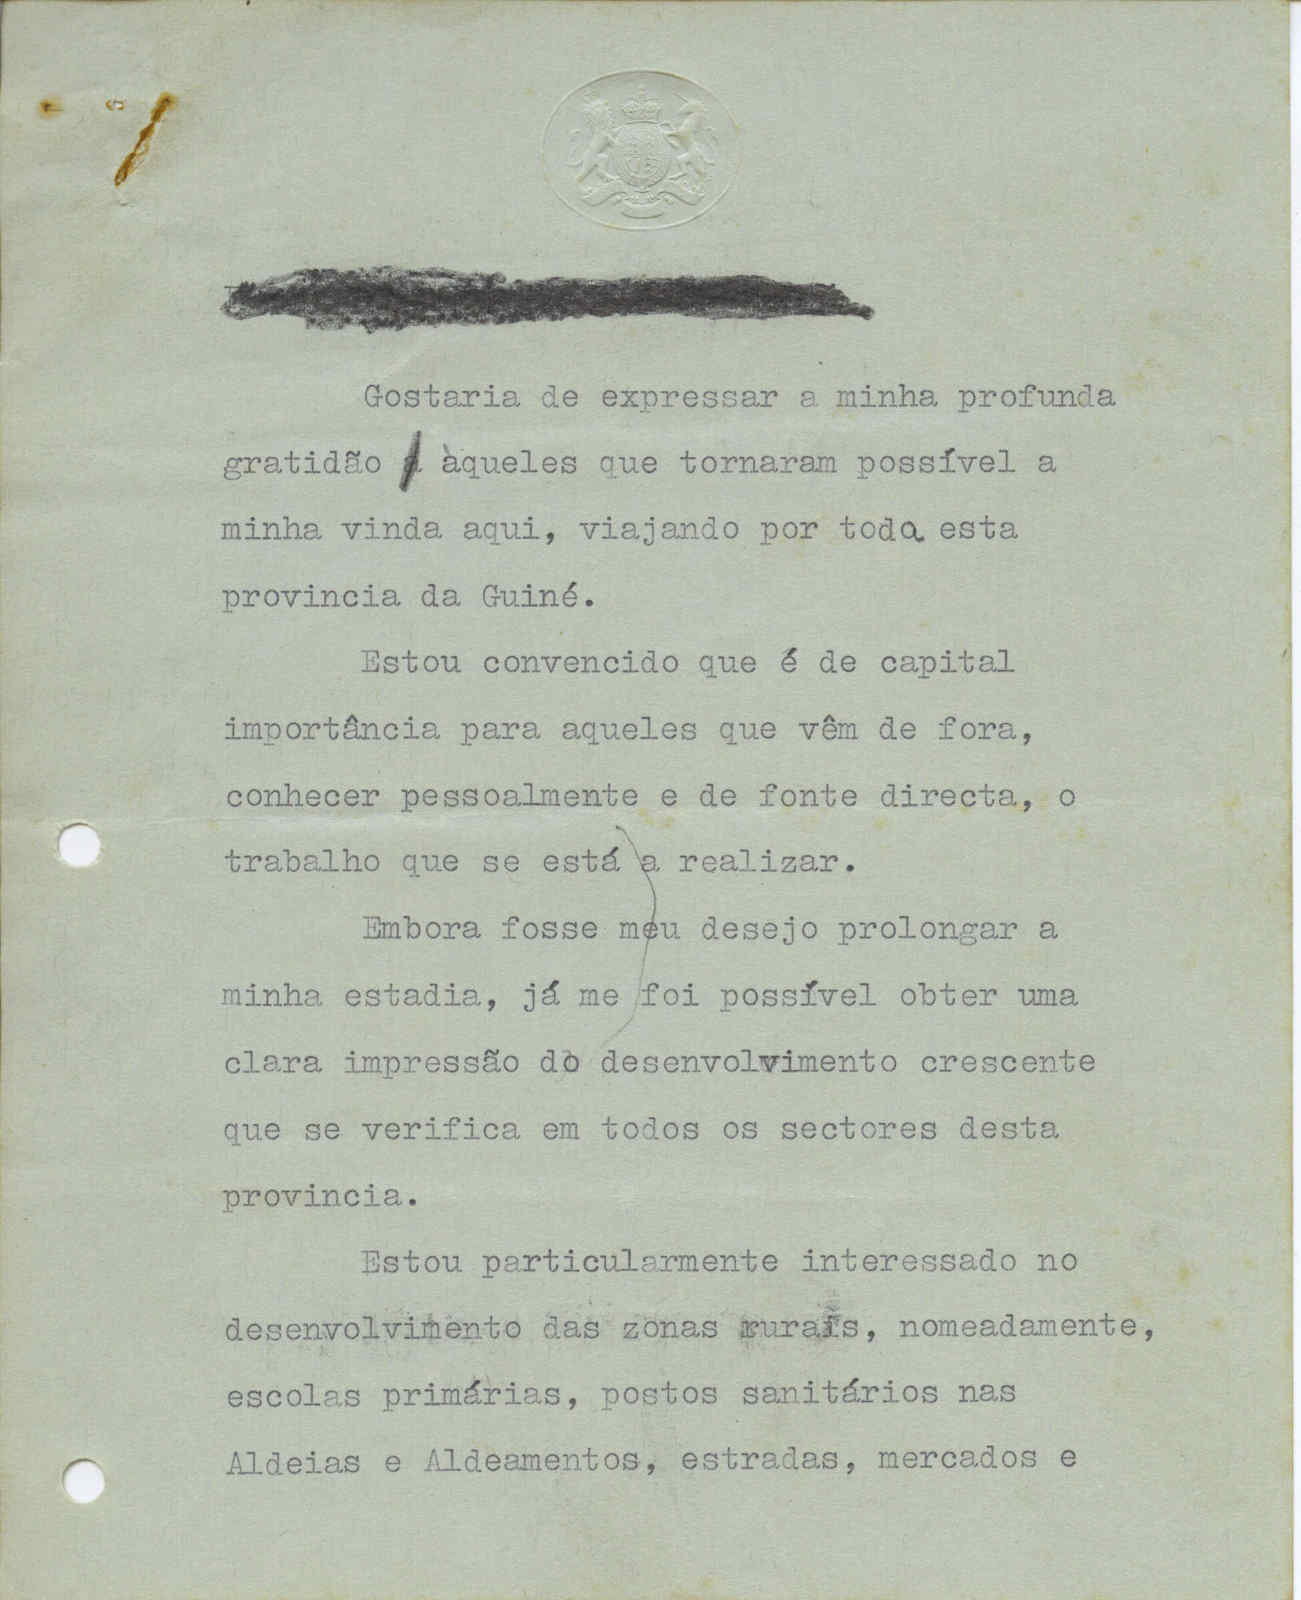 Gostaria de expressar a minha profunda
gratidão àqueles que tornaram possível a
minha vinda aqui, viajando por toda esta
provincia da Guiné.
Estou convencido que é de capital
importância para aqueles que vêm de fora,
conhecer pessoalmente e de fonte directa, o
trabalho que se está a realizar.
Embora fosse meu desejo prolongar a
minha estadia, já me foi possível obter uma
clara impressão do desenvolvimento crescente
que se verifica em todos os sectores desta
provincia.
Estou particularmente interessado no
desenvolvimento das zonas rurais, nomeadamente,
escolas primárias, postos sanitários nas
Aldeias e Aldeamentos, estradas, mercados e